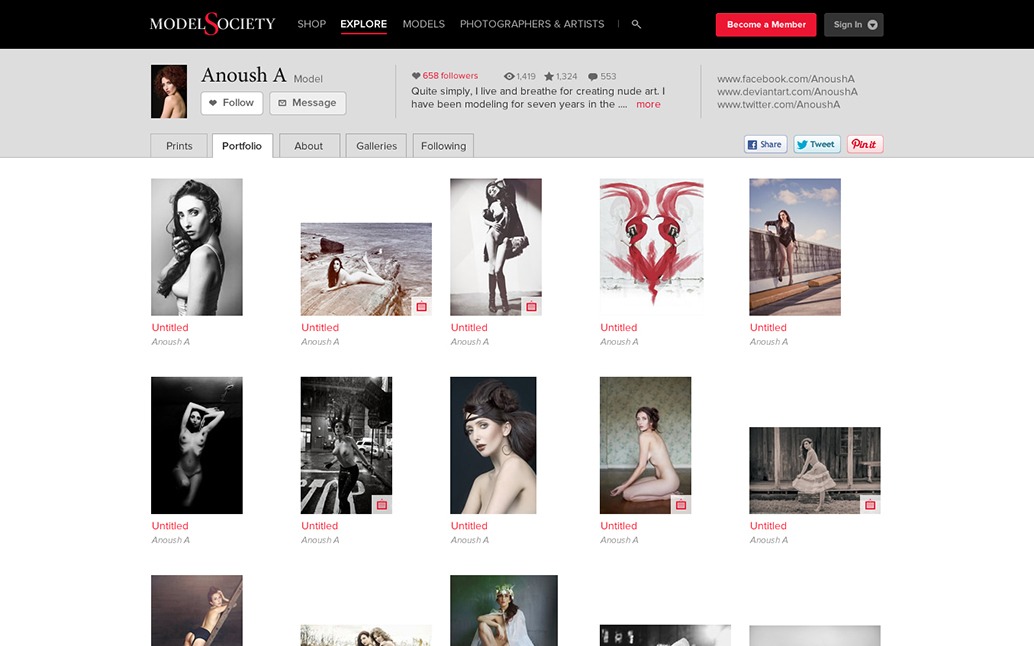 MODELSOCIETY SHOP EXPLORE MODELS PHOTOGRAPHERS & ARTISTS Become a Member Sign In
Anoush A Model
Follow Message
658 followers 1,419 1,324 553
Quite simply, I live and breathe for creating nude art. I
have been modeling for seven years in the .... more
www.facebook.com/AnoushA
www.deviantart.com/AnoushA
www.twitter.com/AnoushA
Prints Portfolio About Galleries Following Share Tweet Pin it
Untitled Untitled Untitled Untitled Untitled
Anoush A Anoush A Anoush A Anoush A Anoush A
STOP
Untitled Untitled Untitled Untitled Untitled
Anoush A Anoush A Anoush A Anoush A Anoush A